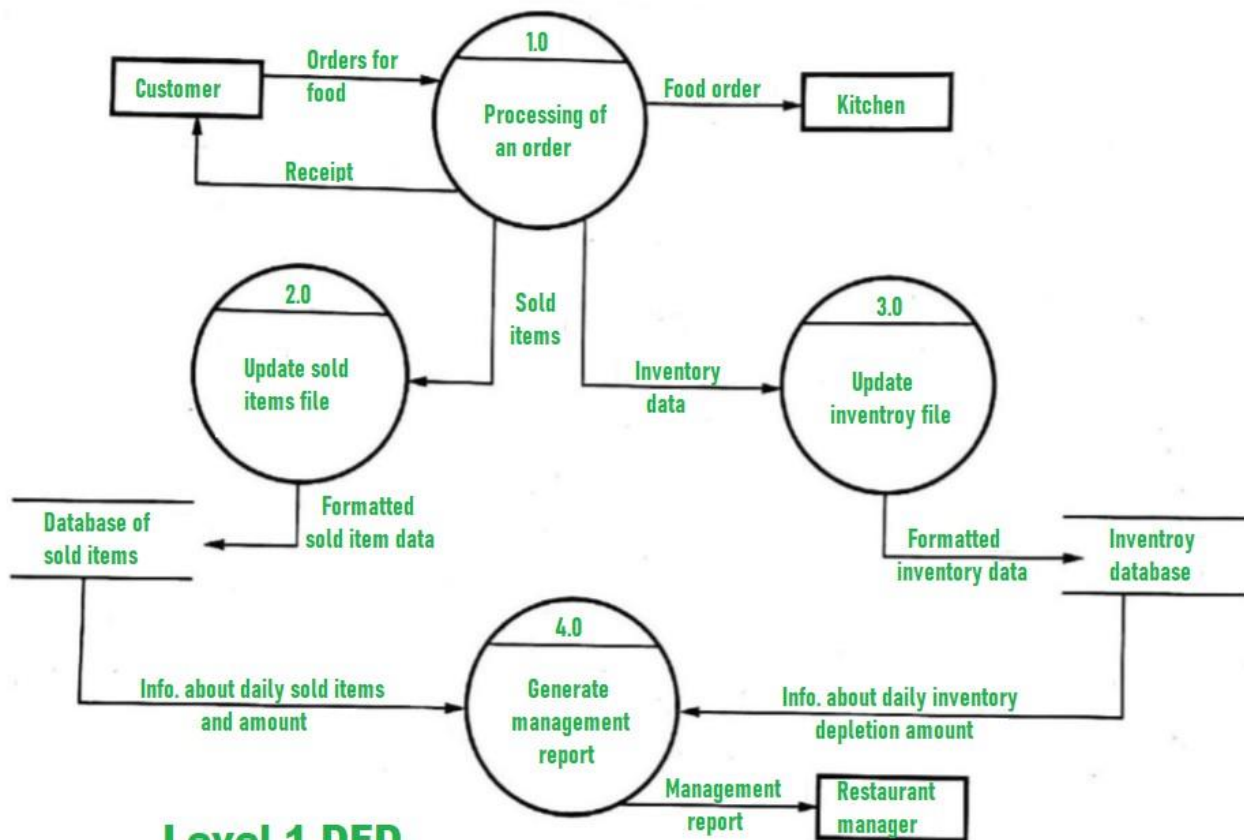 1.0
Orders for
food
Customer
Food order
Kitchen
Processing of
an order
Receipt
2.0
Sold
items
3.0
Update sold
items file
Inventory
data
Update
inventroy file
Formatted
sold item data
Database of
sold items
Formatted
inventory data
Inventroy
database
4.0
Info. about daily sold items
and amount
Generate
management
report
Info. about daily inventory
depletion amount
Management
report
Restaurant
manager
Level 1 DFD